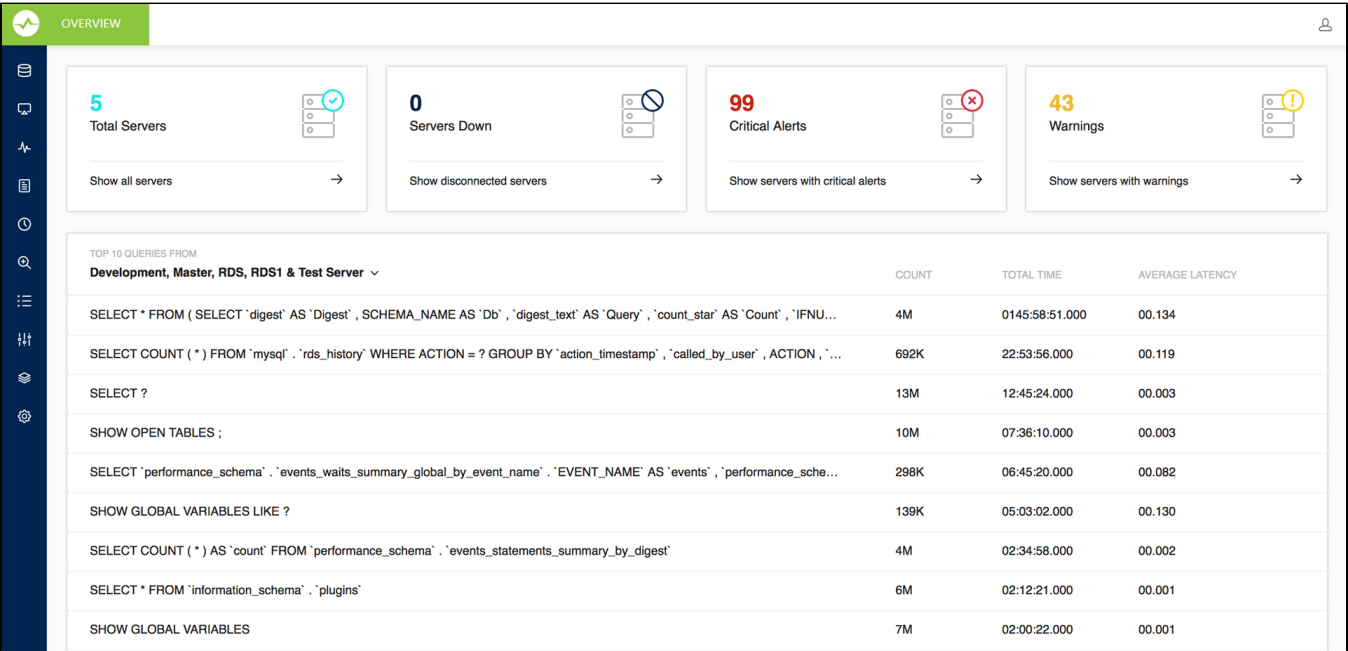 OVERVIEW
5
Total Servers
Show all servers
0
Servers Down
Show disconnected servers
99
Critical Alerts
Show servers with critical alerts
43
Warnings
Show servers with warnings
TOP 10 QUERIES FROM
Development, Master, RDS, RDS1 & Test Server COUNT TOTAL TIME AVERAGE LATENCY
SELECT * FROM ( SELECT `digest` AS `Digest` , SCHEMA_NAME AS `Db` , `digest_text` AS `Query` , `count_star` AS `Count` , `IFNU... 4M 0145:58:51.000 00.134
SELECT COUNT ( * ) FROM `mysql` . `rds_history` WHERE ACTION = ? GROUP BY `action_timestamp` , `called_by_user` , ACTION , `... 692K 22:53:56.000 00.119
SELECT ? 13M 12:45:24.000 00.003
SHOW OPEN TABLES ; 10M 07:36:10.000 00.003
SELECT `performance_schema` . `events_waits_summary_global_by_event_name` . `EVENT_NAME` AS `events` , `performance_sche... 298K 06:45:20.000 00.082
SHOW GLOBAL VARIABLES LIKE ? 139K 05:03:02.000 00.130
SELECT COUNT ( * ) AS `count` FROM `performance_schema` . `events_statements_summary_by_digest` 4M 02:34:58.000 00.002
SELECT * FROM `information_schema` . `plugins` 6M 02:12:21.000 00.001
SHOW GLOBAL VARIABLES 7M 02:00:22.000 00.001